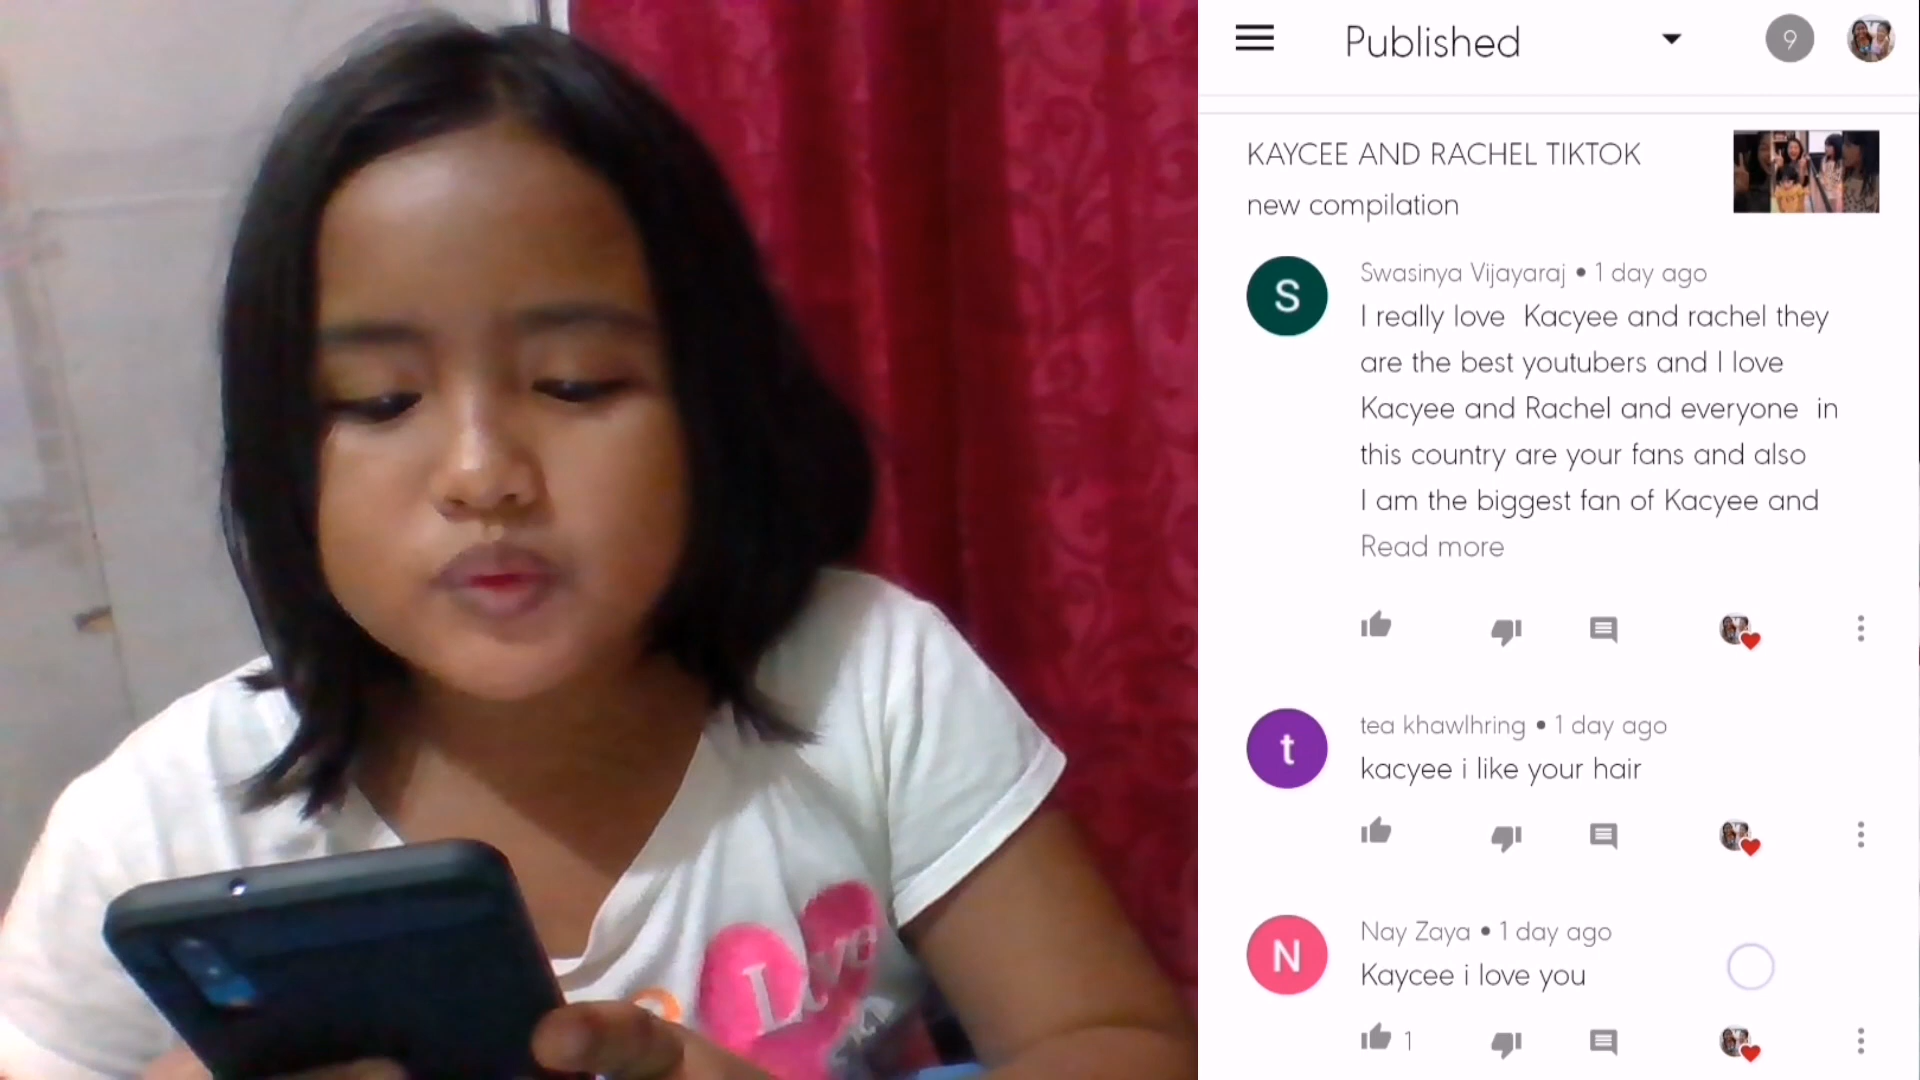 Published
9
KAYCEE AND RACHEL TIKTOK
new compilation
S
Swasinya Vijayaraj • 1 day ago
I really love Kacyee and rachel they
are the best youtubers and I love
Kacyee and Rachel and everyone in
this country are your fans and also
I am the biggest fan of Kacyee and
Read more
t
tea khawlhring • 1 day ago
kacyee i like your hair
N
Nay Zaya • 1 day ago
Kaycee i love you
1
Love